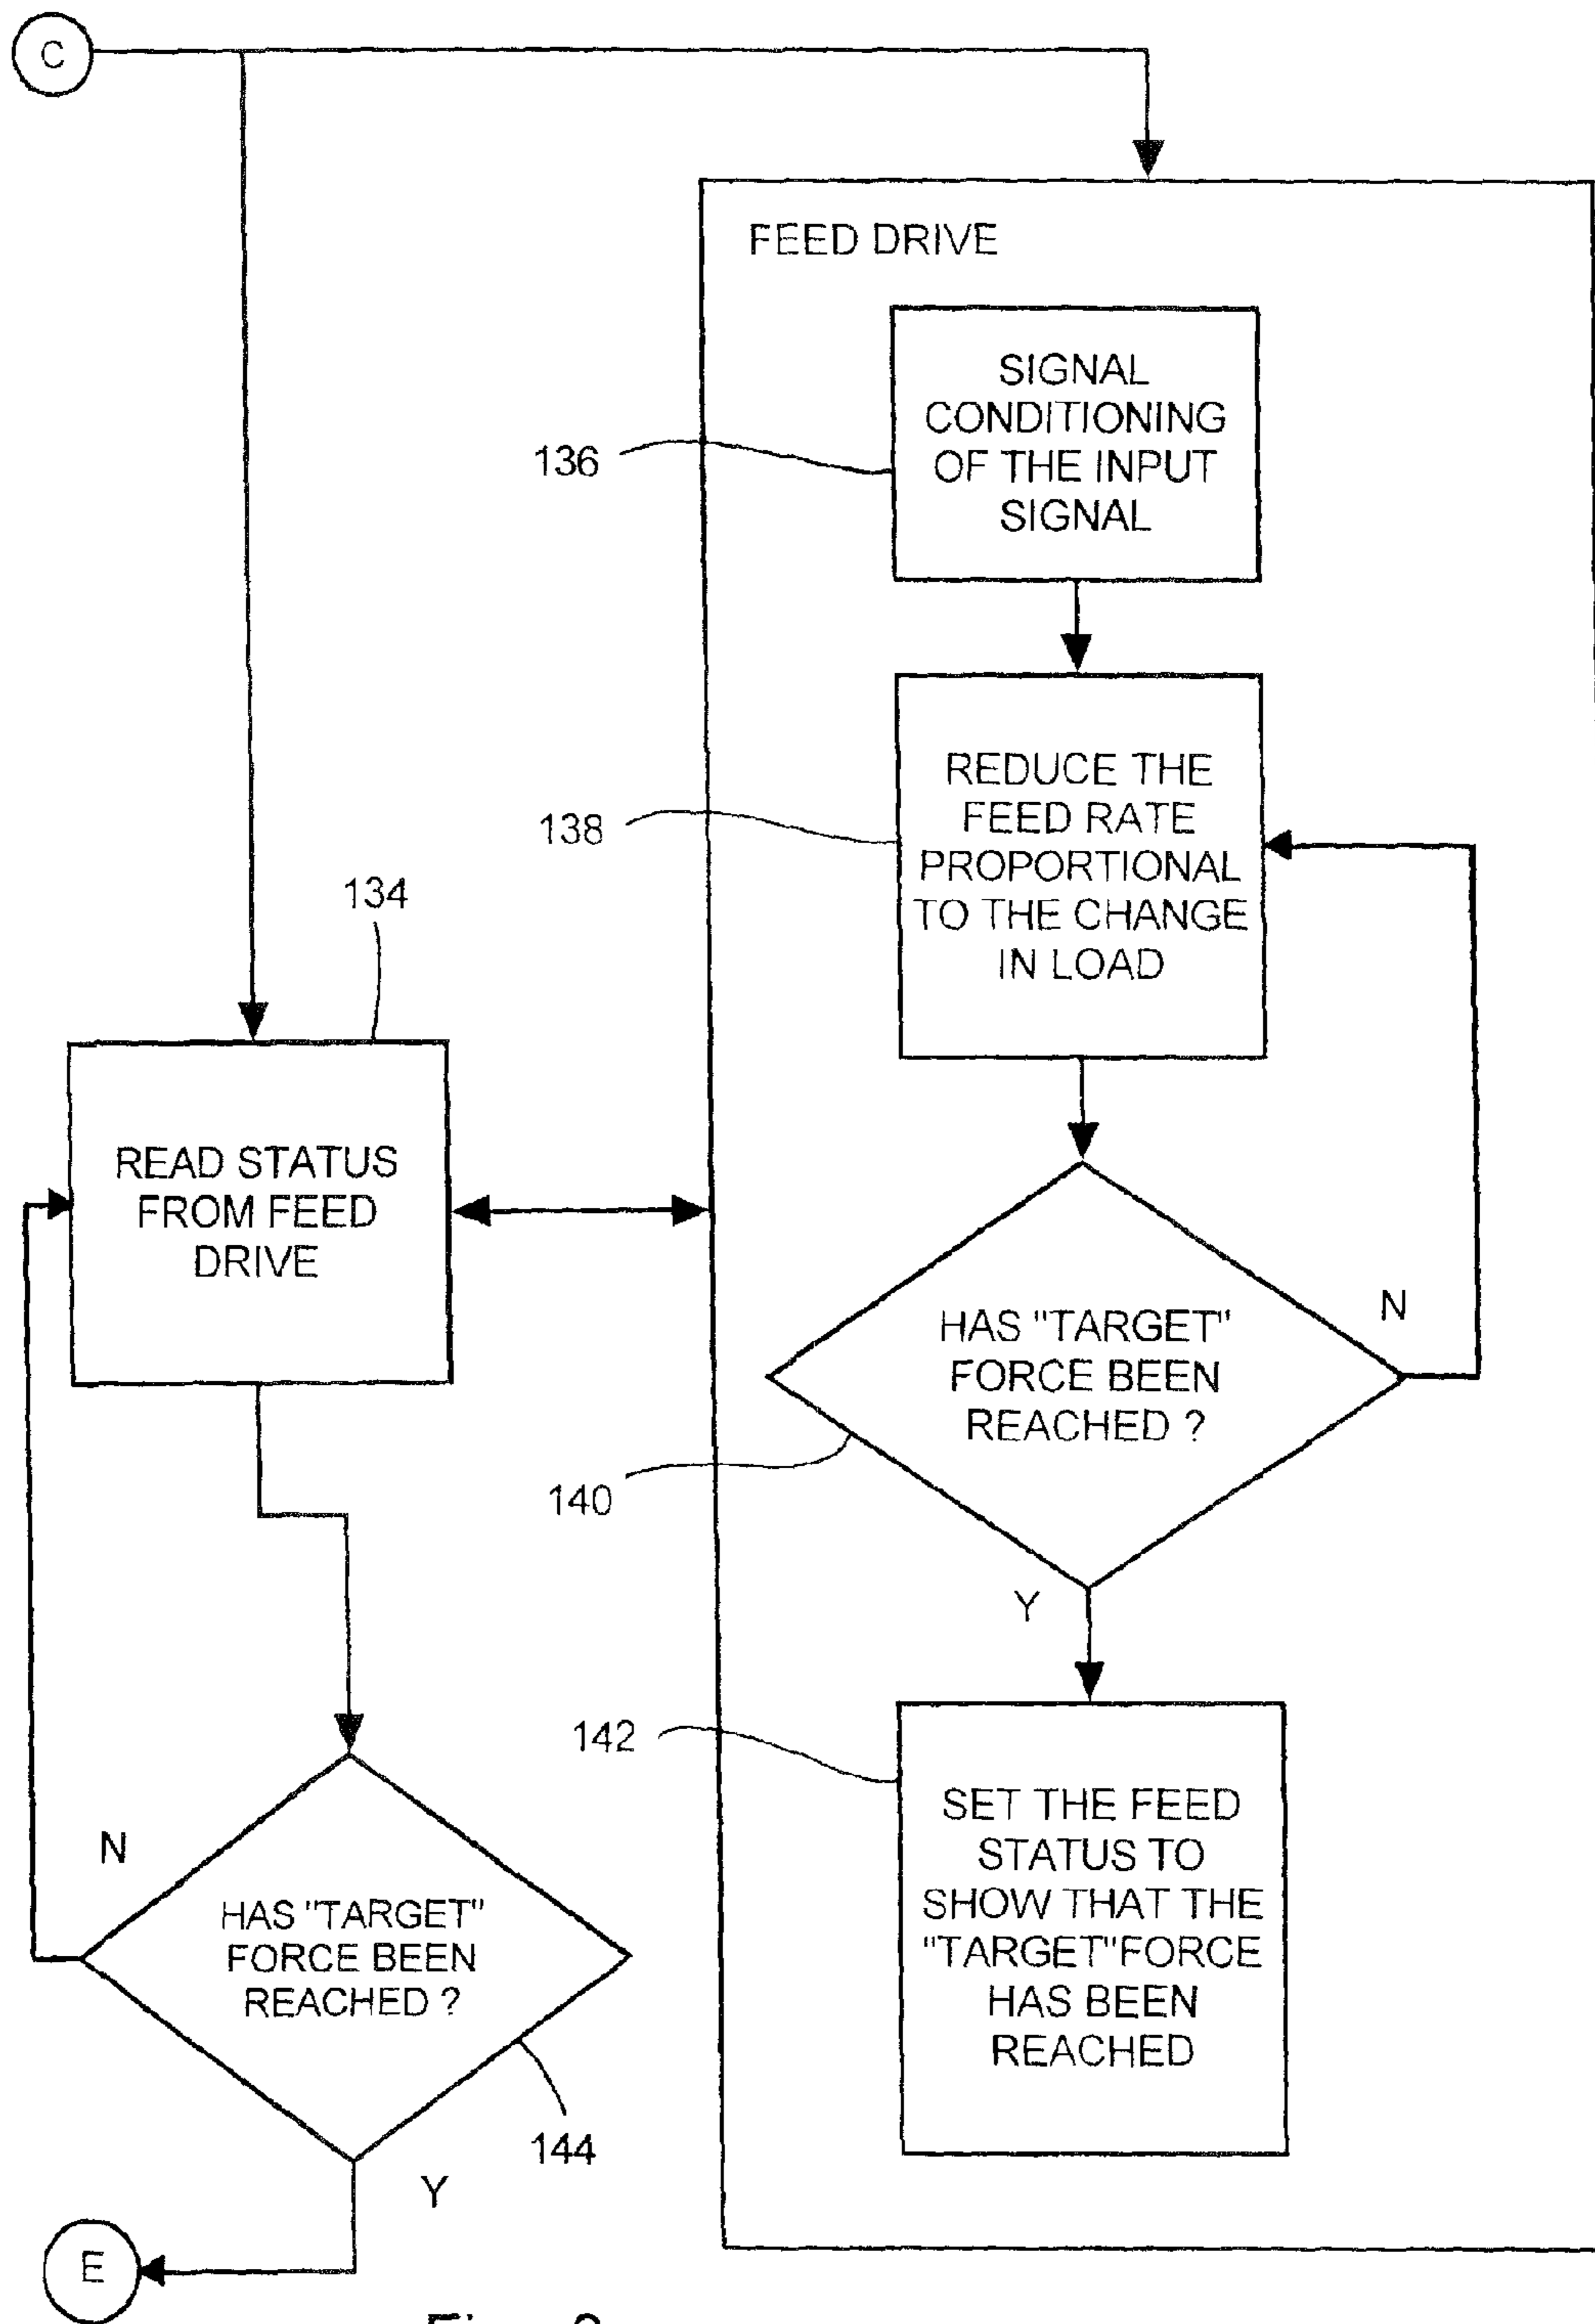 C
FEED DRIVE
SIGNAL
CONDITIONING
OF THE INPUT
SIGNAL
136
REDUCE THE
FEED RATE
PROPORTIONAL
TO THE CHANGE
IN LOAD
138
134
READ STATUS
FROM FEED
DRIVE
HAS "TARGET"
FORCE BEEN
REACHED ?
N
140
Y
142
SET THE FEED
STATUS TO
SHOW THAT THE
"TARGET"FORCE
HAS BEEN
REACHED
N
HAS "TARGET"
FORCE BEEN
REACHED ?
144
Y
E